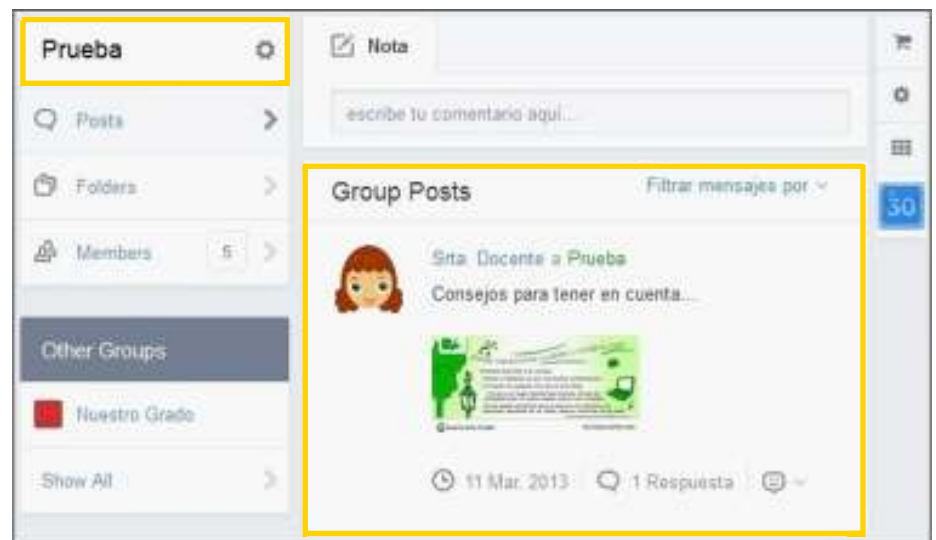 Prueba
Posts
Folders
Members 5
Other Groups
Nuestro Grado
Show All
Nota
escribe tu comentario aquí...
Group Posts
Filtrar mensajes por
Srta. Docente a Prueba
Consejos para tener en cuenta...
11 Mar. 2013 1 Respuesta
30